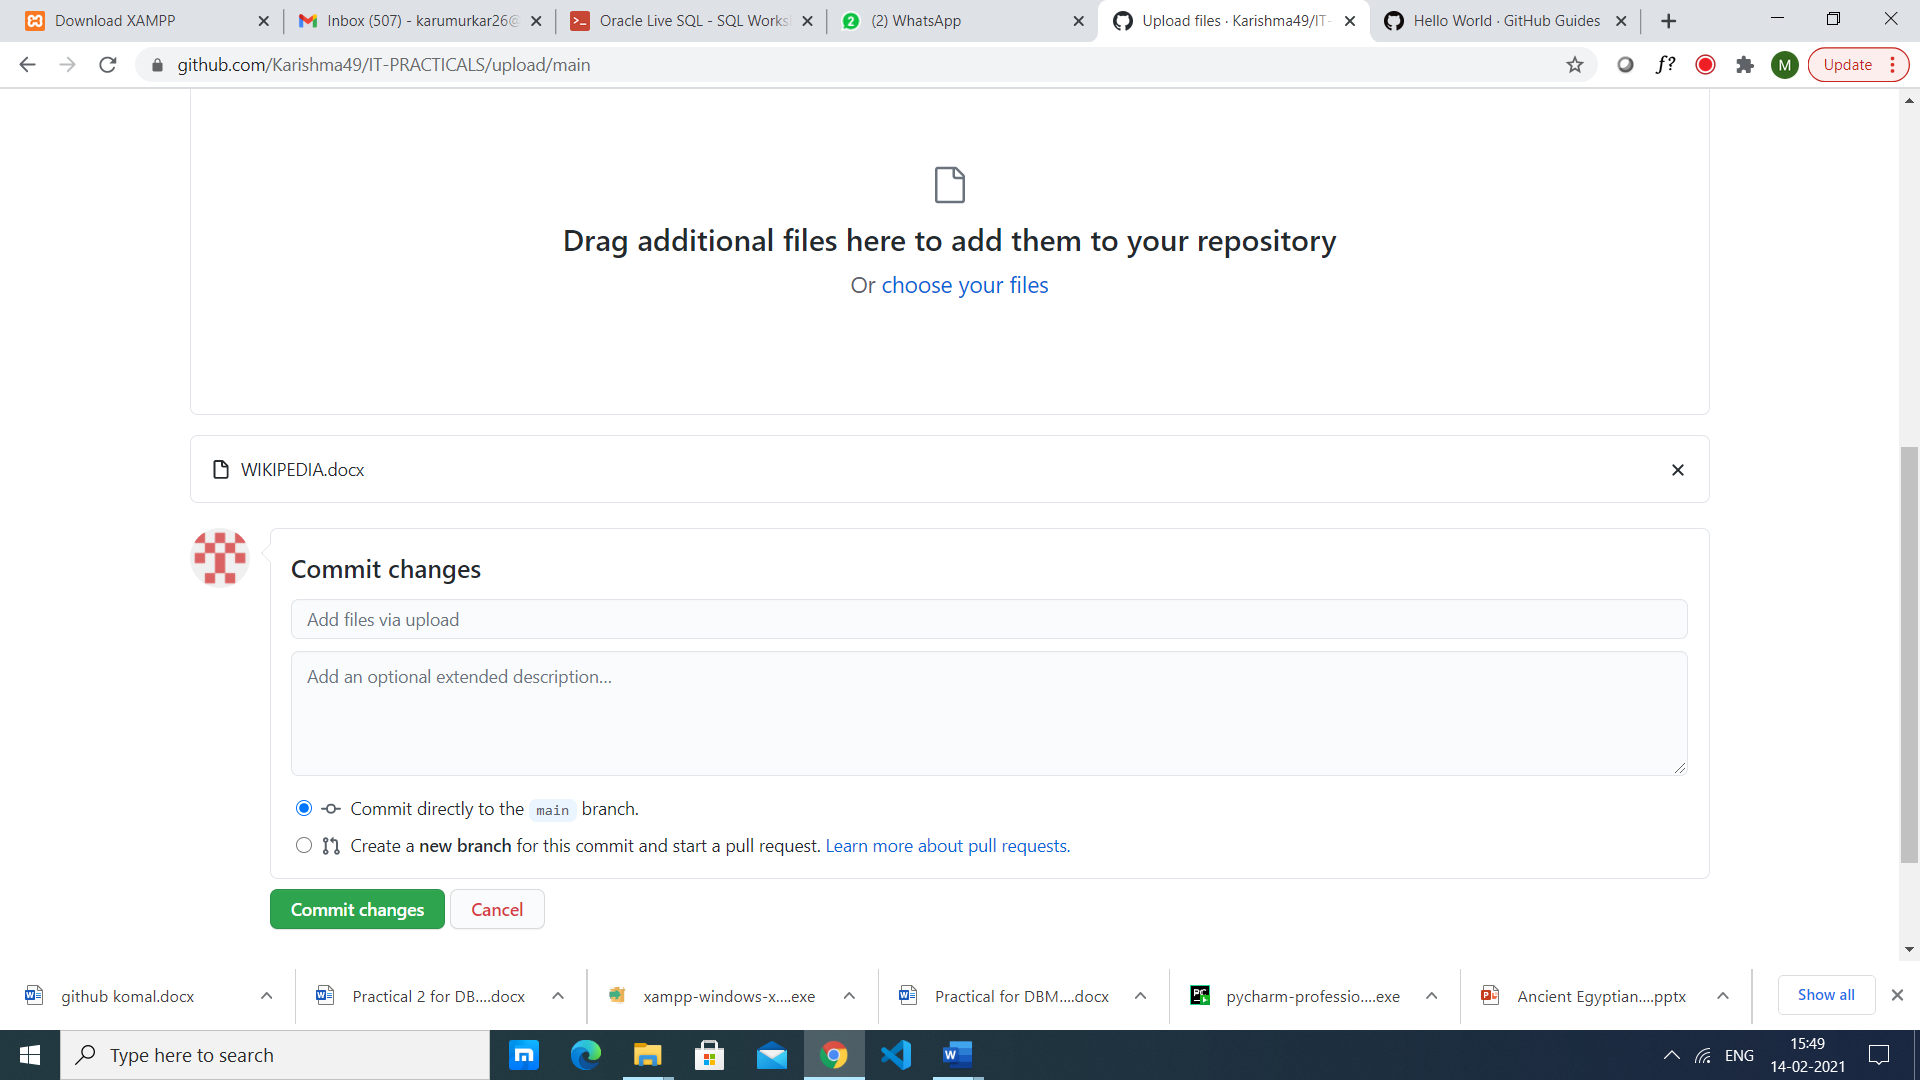 Download XAMPP
Inbox (507) - karumurkar26@
Oracle Live SQL - SQL Works
2
(2) WhatsApp
Upload files · Karishma49/IT-
Hello World · GitHub Guides
github.com/Karishma49/IT-PRACTICALS/upload/main
f?
M
Update
Drag additional files here to add them to your repository
Or choose your files
WIKIPEDIA.docx
Commit changes
Add files via upload
Add an optional extended description...
Commit directly to the main branch.
Create a new branch for this commit and start a pull request. Learn more about pull requests.
Commit changes
Cancel
github komal.docx
Practical 2 for DB....docx
xampp-windows-x....exe
Practical for DBM....docx
pycharm-professio....exe
Ancient Egyptian....pptx
Show all
Type here to search
ENG
15:49
14-02-2021